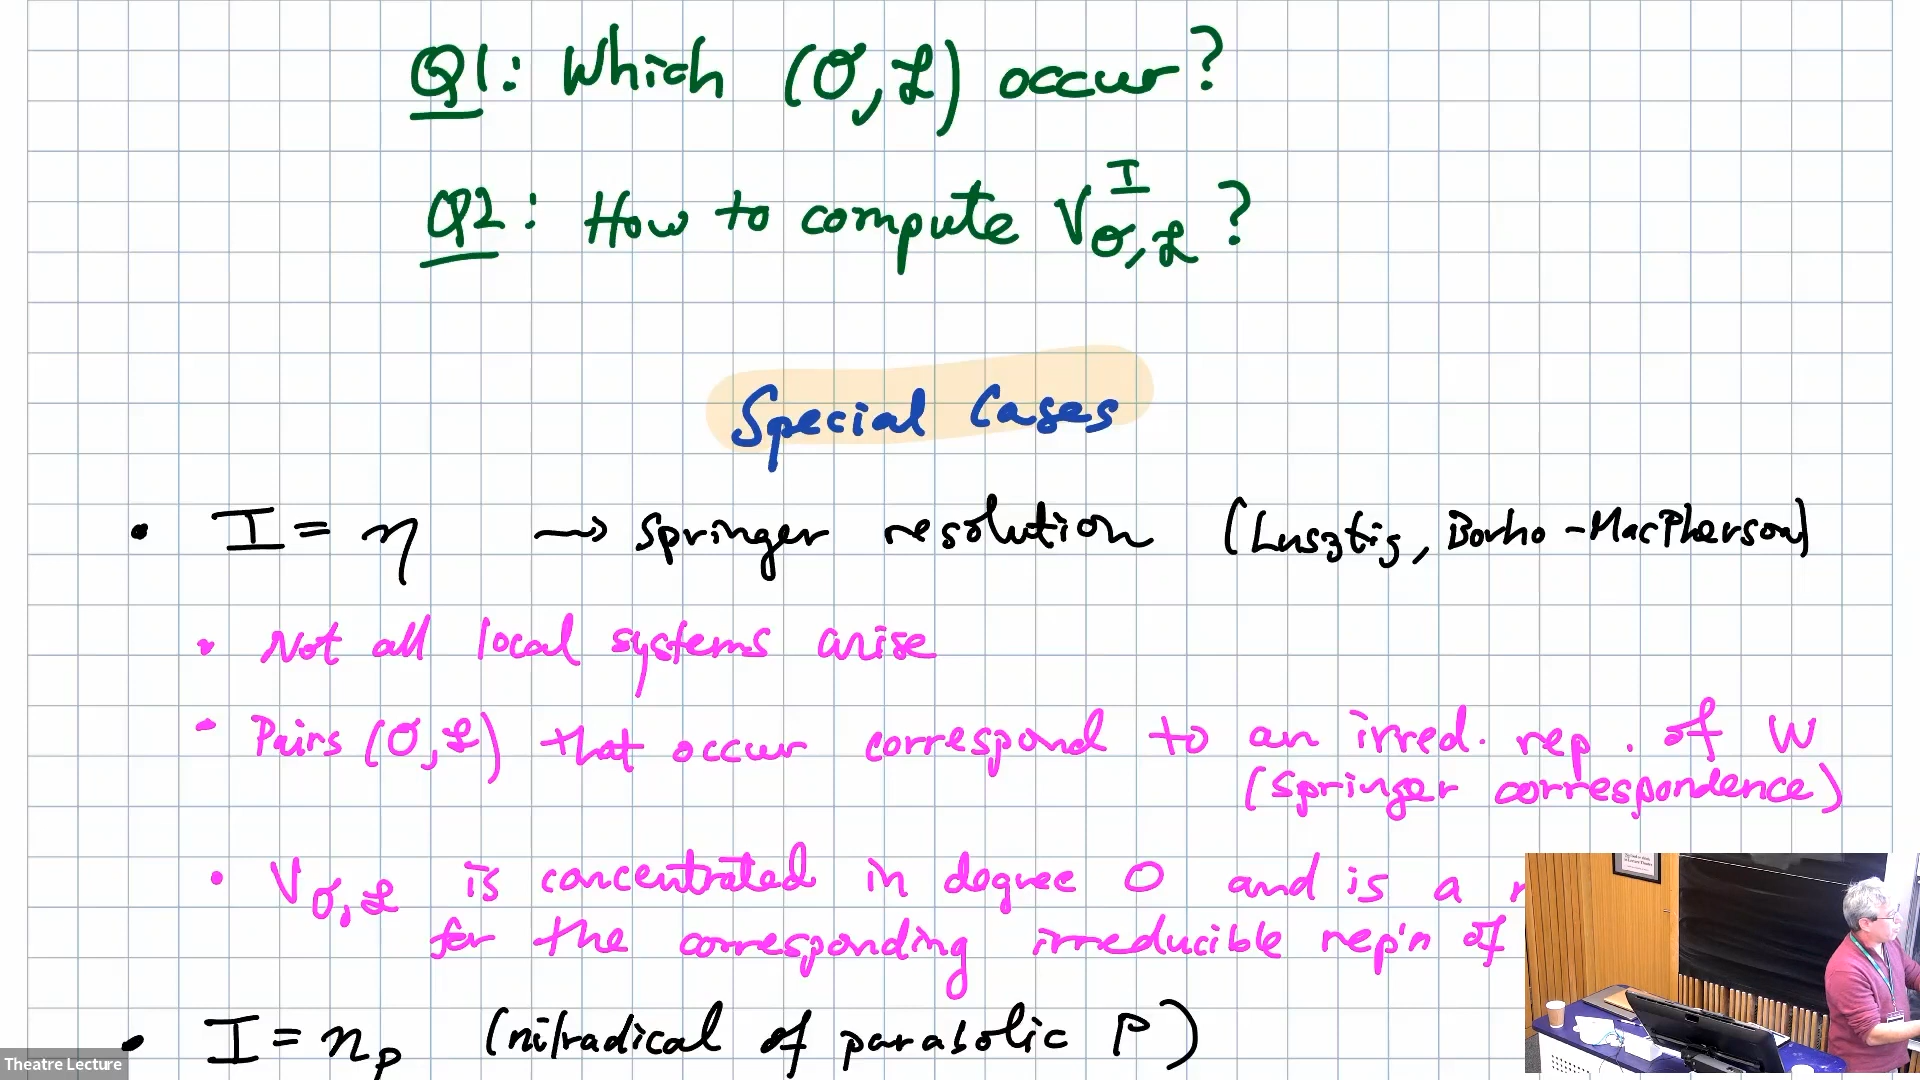 Q1: Which (O, L) occur?
Q2: How to compute V^I_{O, L}?
Special Cases
• I = n → Springer resolution (Lusztig, Borho-MacPherson)
• Not all local systems arise
• Pairs (O, L) that occur correspond to an irred. rep. of W
(Springer correspondence)
• V_{O, L} is concentrated in degree 0 and is a
for the corresponding irreducible rep'n of
• I = n_P (nilradical of parabolic P)
Theatre Lecture